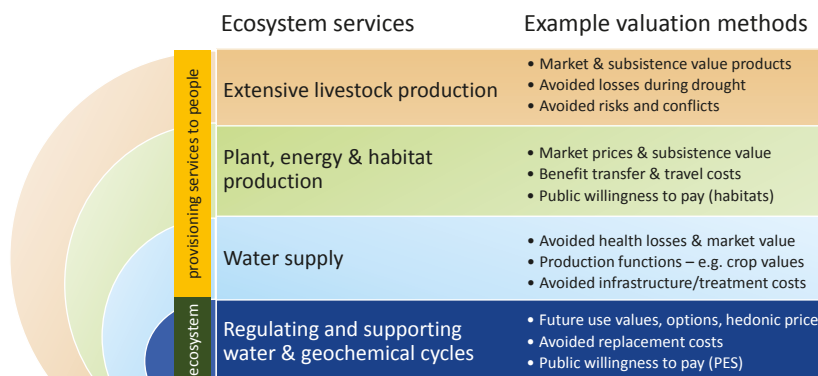 Ecosystem services
Example valuation methods
provisioning services to people
Extensive livestock production
• Market & subsistence value products
• Avoided losses during drought
• Avoided risks and conflicts
Plant, energy & habitat
production
• Market prices & subsistence value
• Benefit transfer & travel costs
• Public willingness to pay (habitats)
Water supply
• Avoided health losses & market value
• Production functions – e.g. crop values
• Avoided infrastructure/treatment costs
ecosystem
Regulating and supporting
water & geochemical cycles
• Future use values, options, hedonic price
• Avoided replacement costs
• Public willingness to pay (PES)